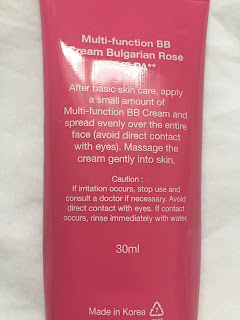 Multi-function BB
Cream Bulgarian Rose
PA**
After basic skin care, apply
a small amount of
Multi-function BB Cream and
spread evenly over the entire
face (avoid direct contact
with eyes). Massage the
cream gently into skin.
Caution :
If irritation occurs, stop use and
consult a doctor if necessary. Avoid
direct contact with eyes. If contact
occurs, rinse immediately with water.
30ml
Made in Korea